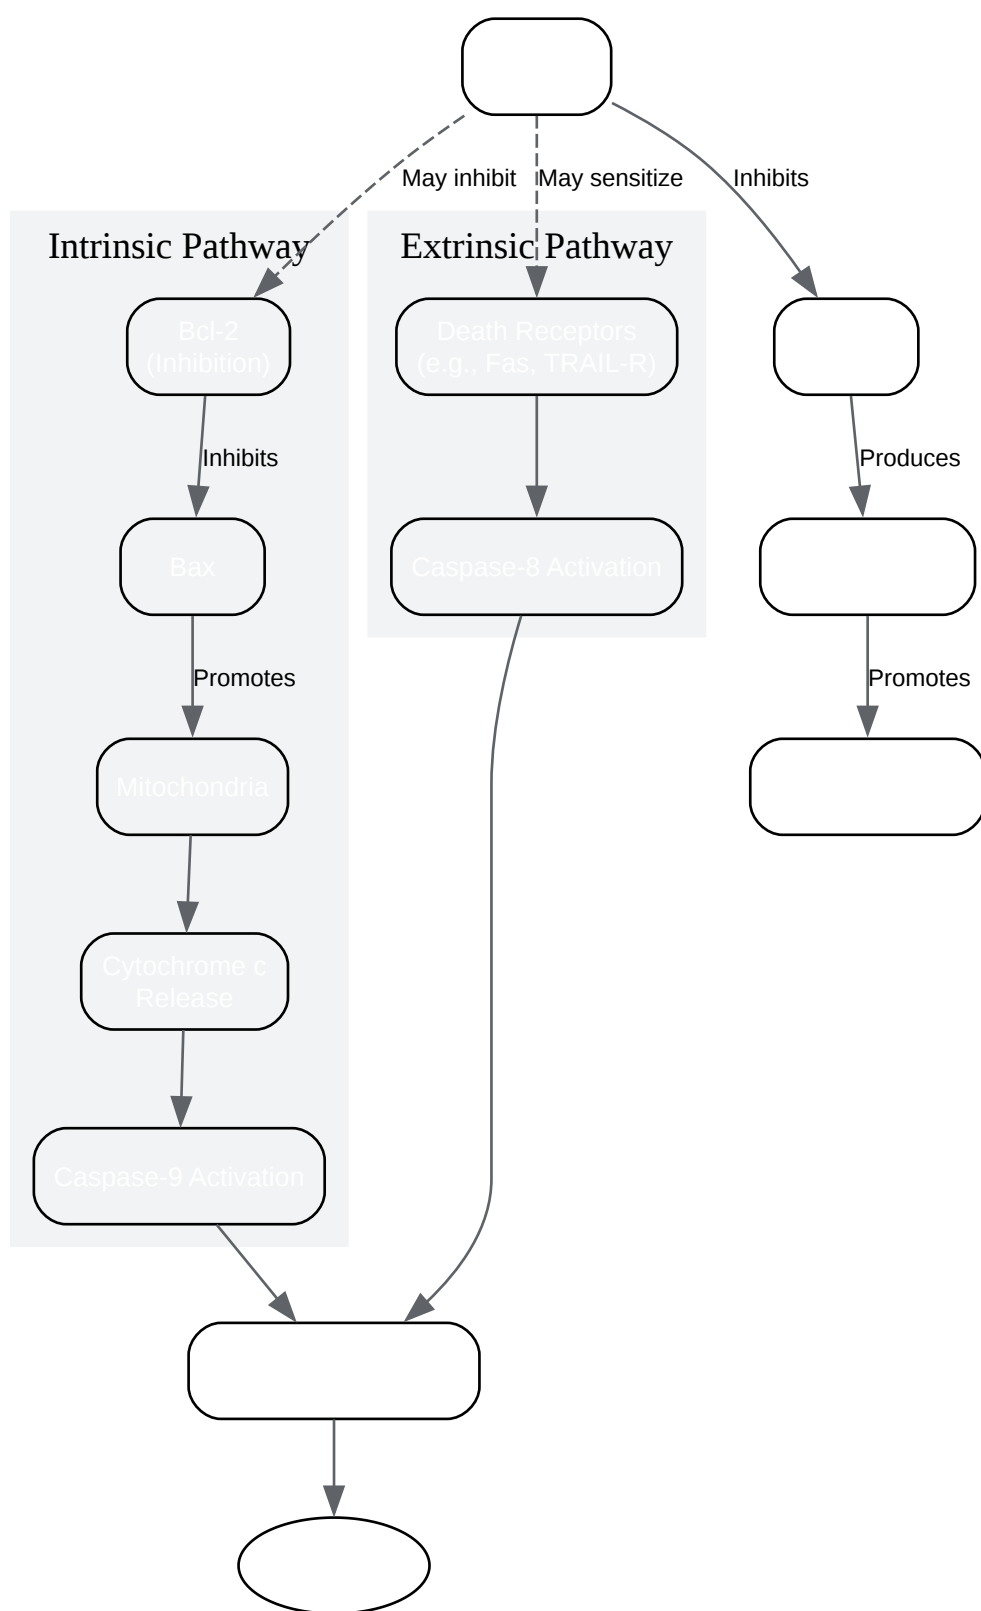 May inhibit
May sensitize
Inhibits
Intrinsic Pathway
Extrinsic Pathway
Bcl-2
(Inhibition)
Death Receptors
(e.g., Fas, TRAIL-R)
Inhibits
Produces
Bax
Caspase-8 Activation
Promotes
Promotes
Mitochondria
Cytochrome c
Release
Caspase-9 Activation